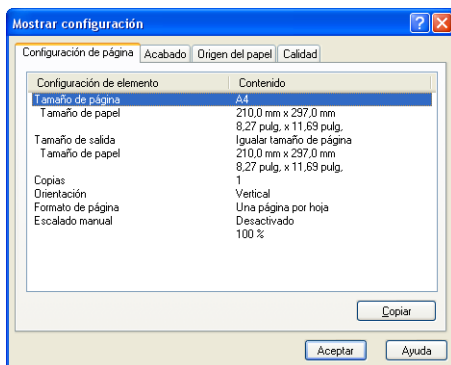 Mostrar configuración
Configuración de página Acabado Origen del papel Calidad
Configuración de elemento Contenido
Tamaño de página A4
Tamaño de papel 210,0 mm x 297,0 mm
8,27 pulg, x 11,69 pulg,
Tamaño de salida Igualar tamaño de página
Tamaño de papel 210,0 mm x 297,0 mm
8,27 pulg, x 11,69 pulg,
Copias 1
Orientación Vertical
Formato de página Una página por hoja
Escalado manual Desactivado
100 %
Copiar
Aceptar Ayuda